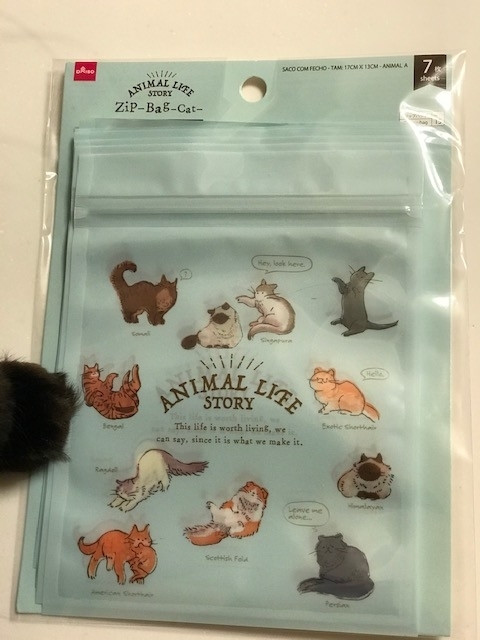 DAISO
ANIMAL LIFE
STORY
ZiP-Bag-Cat-
SACO COM FECHO - TAM: 17CM X 13CM - ANIMAL A
7枚
sheets
?
Hey, look here.
Somali
Singapura
ANIMAL LIFE
STORY
This life is worth living, we
can say, since it is what we make it.
Hello.
Bengal
Exotic Shorthair
Ragdoll
Himalayan
Leave me
alone...
Scottish Fold
American Shorthair
Persian